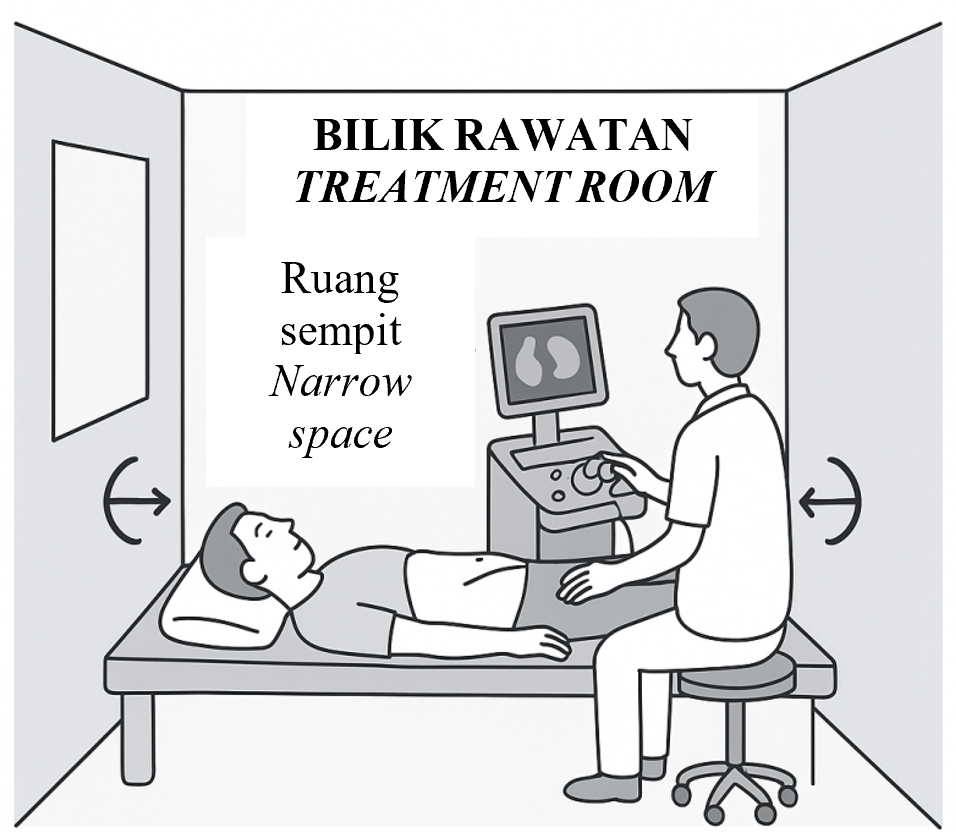 BILIK RAWATAN
TREATMENT ROOM
Ruang
sempit
Narrow
space